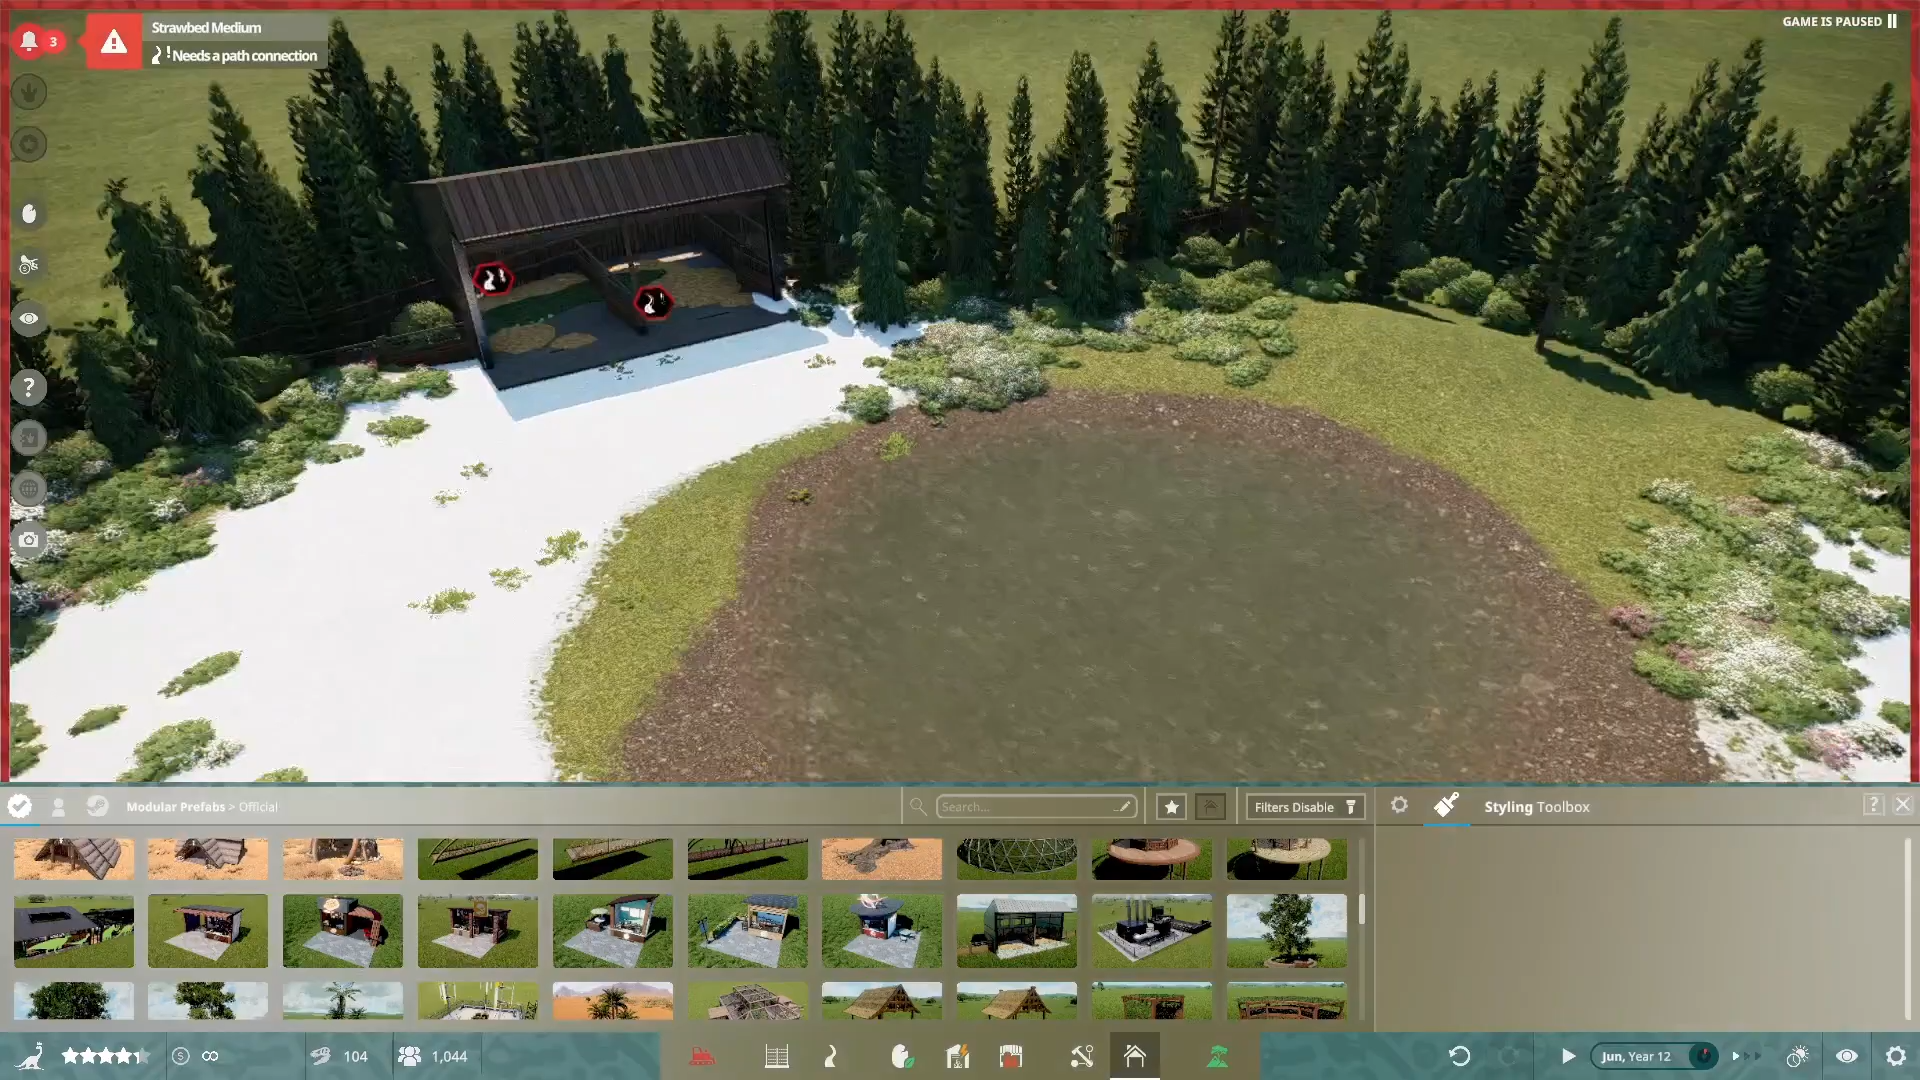 3
Strawbed Medium
! Needs a path connection
GAME IS PAUSED
?
Modular Prefabs > Official
Search...
Filters Disable
Styling Toolbox
?
$ ∞
104
1,044
Jun, Year 12